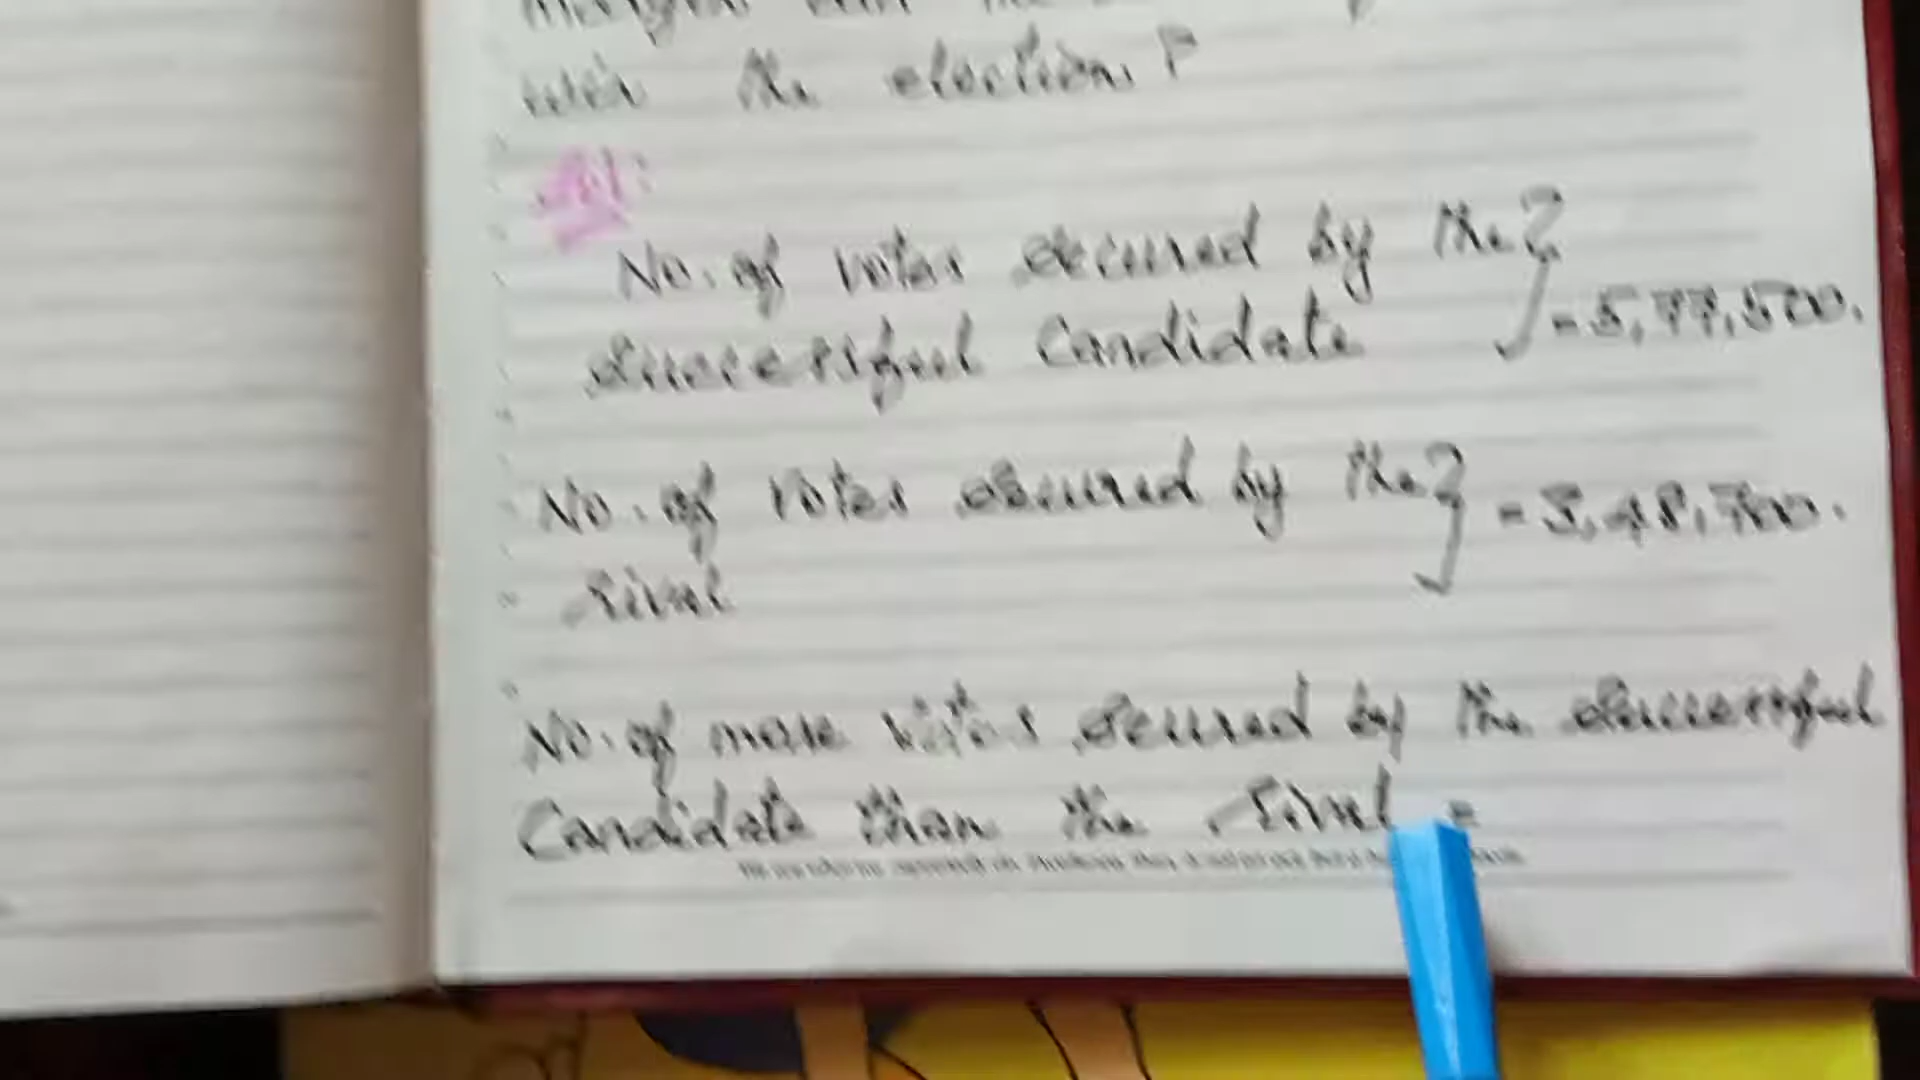 with the election?
Sol:
No. of votes secured by the
successful Candidate } = 5,77,500.
No. of votes secured by the } = 3,48,700.
rival
No. of more votes secured by the successful
Candidate than the rival =